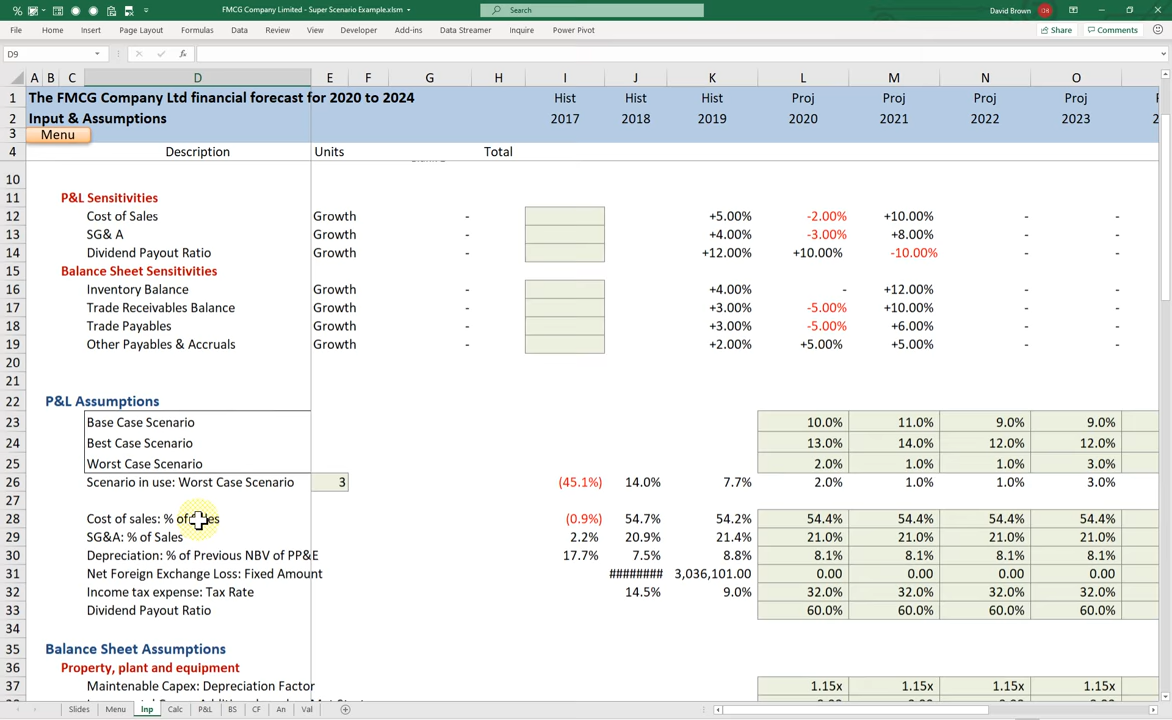 FMCG Company Limited - Super Scenario Example.xlsm
Search
David Brown DB
File Home Insert Page Layout Formulas Data Review View Developer Add-ins Data Streamer Inquire Power Pivot Share Comments
D9 fx
A B C D E F G H I J K L M N O
1 The FMCG Company Ltd financial forecast for 2020 to 2024 Hist Hist Hist Proj Proj Proj Proj
2 Input & Assumptions 2017 2018 2019 2020 2021 2022 2023 2
3 Menu
4 Description Units Total
10
11 P&L Sensitivities
12 Cost of Sales Growth - +5.00% -2.00% +10.00% - -
13 SG& A Growth - +4.00% -3.00% +8.00% - -
14 Dividend Payout Ratio Growth - +12.00% +10.00% -10.00% - -
15 Balance Sheet Sensitivities
16 Inventory Balance Growth - +4.00% - +12.00% - -
17 Trade Receivables Balance Growth - +3.00% -5.00% +10.00% - -
18 Trade Payables Growth - +3.00% -5.00% +6.00% - -
19 Other Payables & Accruals Growth - +2.00% +5.00% +5.00% - -
20
21
22 P&L Assumptions
23 Base Case Scenario 10.0% 11.0% 9.0% 9.0%
24 Best Case Scenario 13.0% 14.0% 12.0% 12.0%
25 Worst Case Scenario 2.0% 1.0% 1.0% 3.0%
26 Scenario in use: Worst Case Scenario 3 (45.1%) 14.0% 7.7% 2.0% 1.0% 1.0% 3.0%
27
28 Cost of sales: % of Sales (0.9%) 54.7% 54.2% 54.4% 54.4% 54.4% 54.4%
29 SG&A: % of Sales 2.2% 20.9% 21.4% 21.0% 21.0% 21.0% 21.0%
30 Depreciation: % of Previous NBV of PP&E 17.7% 7.5% 8.8% 8.1% 8.1% 8.1% 8.1%
31 Net Foreign Exchange Loss: Fixed Amount ######## 3,036,101.00 0.00 0.00 0.00 0.00
32 Income tax expense: Tax Rate 14.5% 9.0% 32.0% 32.0% 32.0% 32.0%
33 Dividend Payout Ratio 60.0% 60.0% 60.0% 60.0%
34
35 Balance Sheet Assumptions
36 Property, plant and equipment
37 Maintenable Capex: Depreciation Factor 1.15x 1.15x 1.15x 1.15x
Slides Menu Inp Calc P&L BS CF An Val